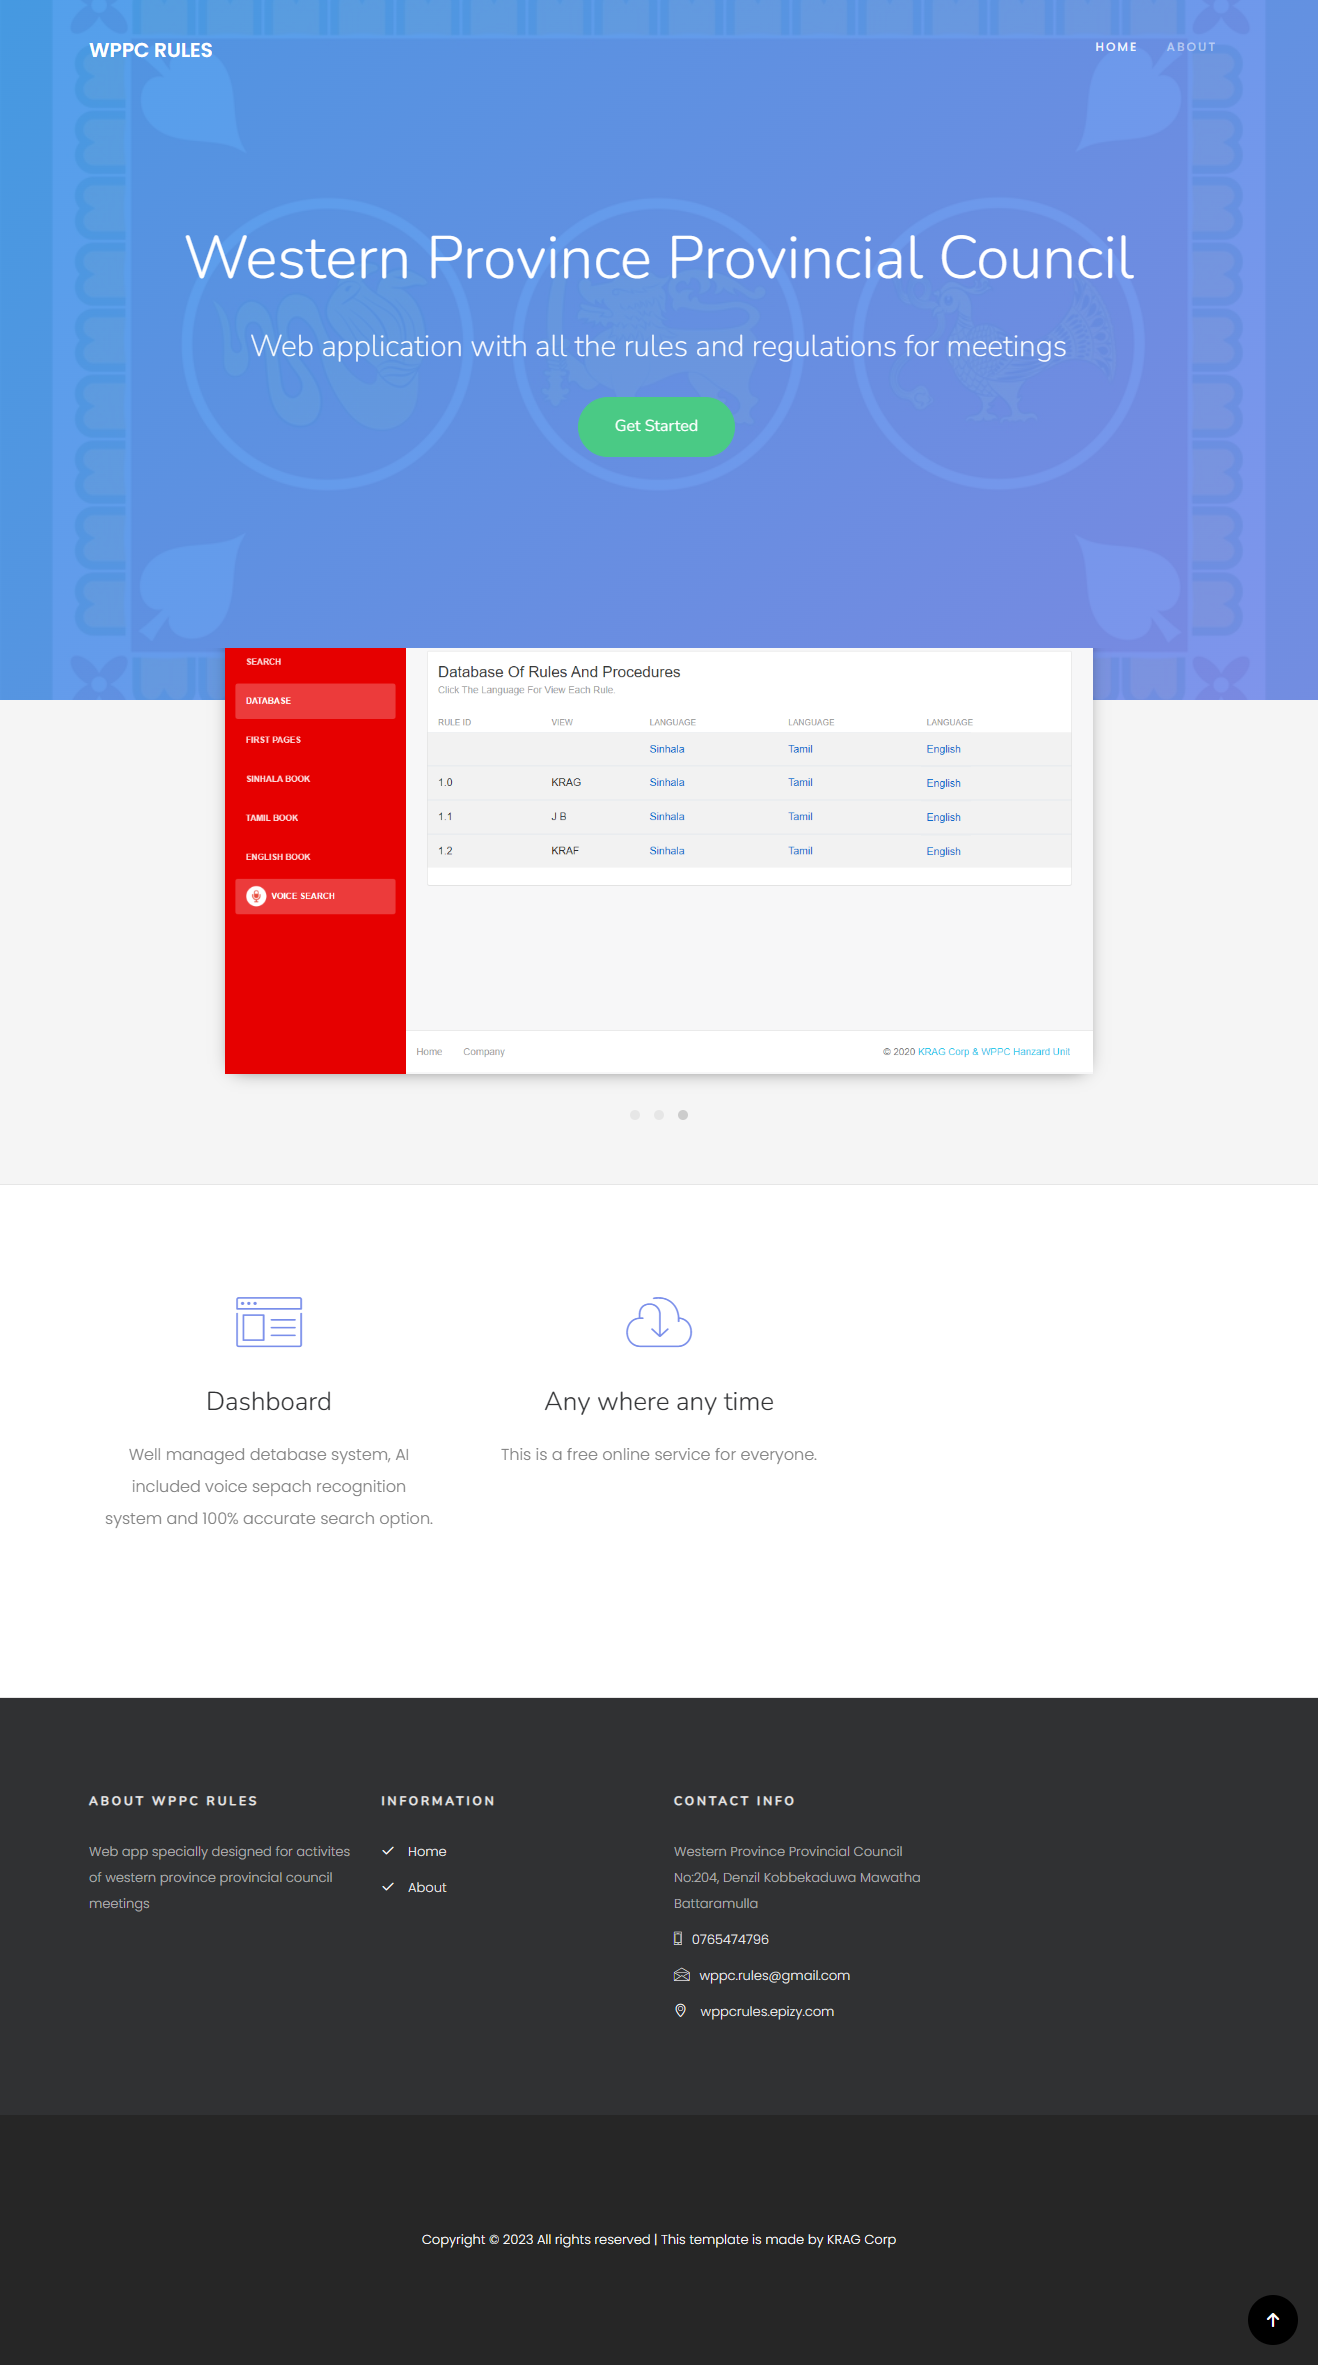 WPPC RULES
HOME ABOUT
Western Province Provincial Council
Web application with all the rules and regulations for meetings
Get Started
SEARCH
DATABASE
FIRST PAGES
SINHALA BOOK
TAMIL BOOK
ENGLISH BOOK
VOICE SEARCH
Database Of Rules And Procedures
Click The Language For View Each Rule.
RULE ID VIEW LANGUAGE LANGUAGE LANGUAGE
Sinhala Tamil English
1.0 KRAG Sinhala Tamil English
1.1 J B Sinhala Tamil English
1.2 KRAF Sinhala Tamil English
Home Company © 2020 KRAG Corp & WPPC Hanzard Unit
Dashboard
Well managed detabase system, AI
included voice sepach recognition
system and 100% accurate search option.
Any where any time
This is a free online service for everyone.
ABOUT WPPC RULES
Web app specially designed for activites
of western province provincial council
meetings
INFORMATION
Home
About
CONTACT INFO
Western Province Provincial Council
No:204, Denzil Kobbekaduwa Mawatha
Battaramulla
0765474796
wppc.rules@gmail.com
wppcrules.epizy.com
Copyright © 2023 All rights reserved | This template is made by KRAG Corp